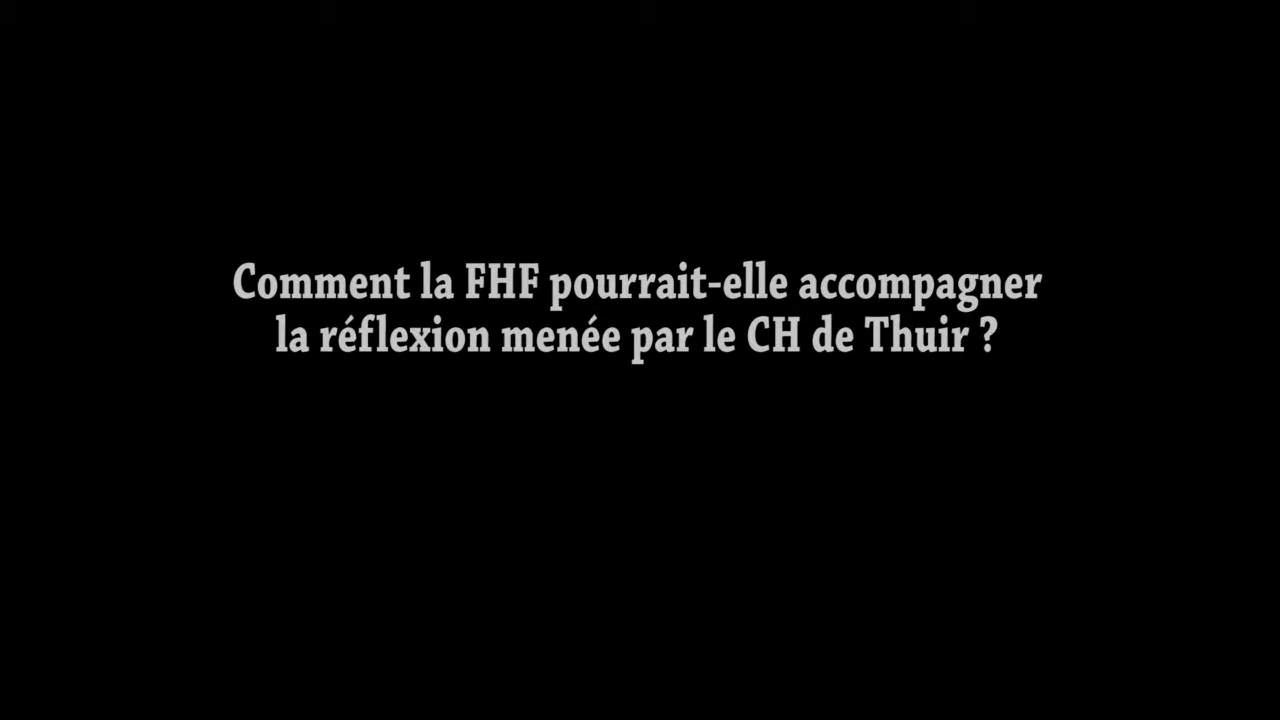 Comment la FHF pourrait-elle accompagner
la réflexion menée par le CH de Thuir ?